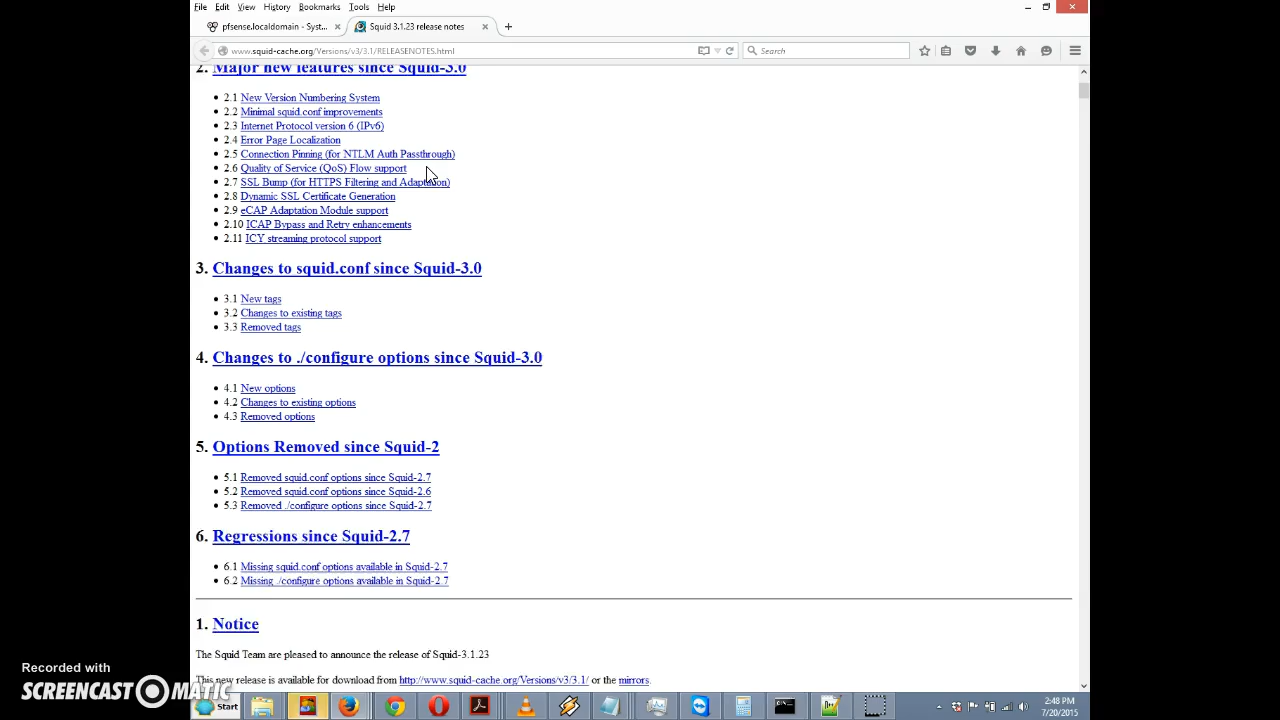 File Edit View History Bookmarks Tools Help
pfsense.localdomain - Syst... Squid 3.1.23 release notes
www.squid-cache.org/Versions/v3/3.1/RELEASENOTES.html Search
2. Major new features since Squid-3.0
2.1 New Version Numbering System
2.2 Minimal squid.conf improvements
2.3 Internet Protocol version 6 (IPv6)
2.4 Error Page Localization
2.5 Connection Pinning (for NTLM Auth Passthrough)
2.6 Quality of Service (QoS) Flow support
2.7 SSL Bump (for HTTPS Filtering and Adaptation)
2.8 Dynamic SSL Certificate Generation
2.9 eCAP Adaptation Module support
2.10 ICAP Bypass and Retry enhancements
2.11 ICY streaming protocol support
3. Changes to squid.conf since Squid-3.0
3.1 New tags
3.2 Changes to existing tags
3.3 Removed tags
4. Changes to ./configure options since Squid-3.0
4.1 New options
4.2 Changes to existing options
4.3 Removed options
5. Options Removed since Squid-2
5.1 Removed squid.conf options since Squid-2.7
5.2 Removed squid.conf options since Squid-2.6
5.3 Removed ./configure options since Squid-2.7
6. Regressions since Squid-2.7
6.1 Missing squid.conf options available in Squid-2.7
6.2 Missing ./configure options available in Squid-2.7
1. Notice
The Squid Team are pleased to announce the release of Squid-3.1.23
This new release is available for download from http://www.squid-cache.org/Versions/v3/3.1/ or the mirrors.
Recorded with
SCREENCAST-O-MATIC
Start
2:48 PM
7/20/2015